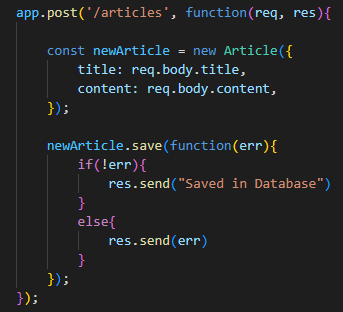 app.post('/articles', function(req, res){
const newArticle = new Article({
title: req.body.title,
content: req.body.content,
});
newArticle.save(function(err){
if(!err){
res.send("Saved in Database")
}
else{
res.send(err)
}
});
});